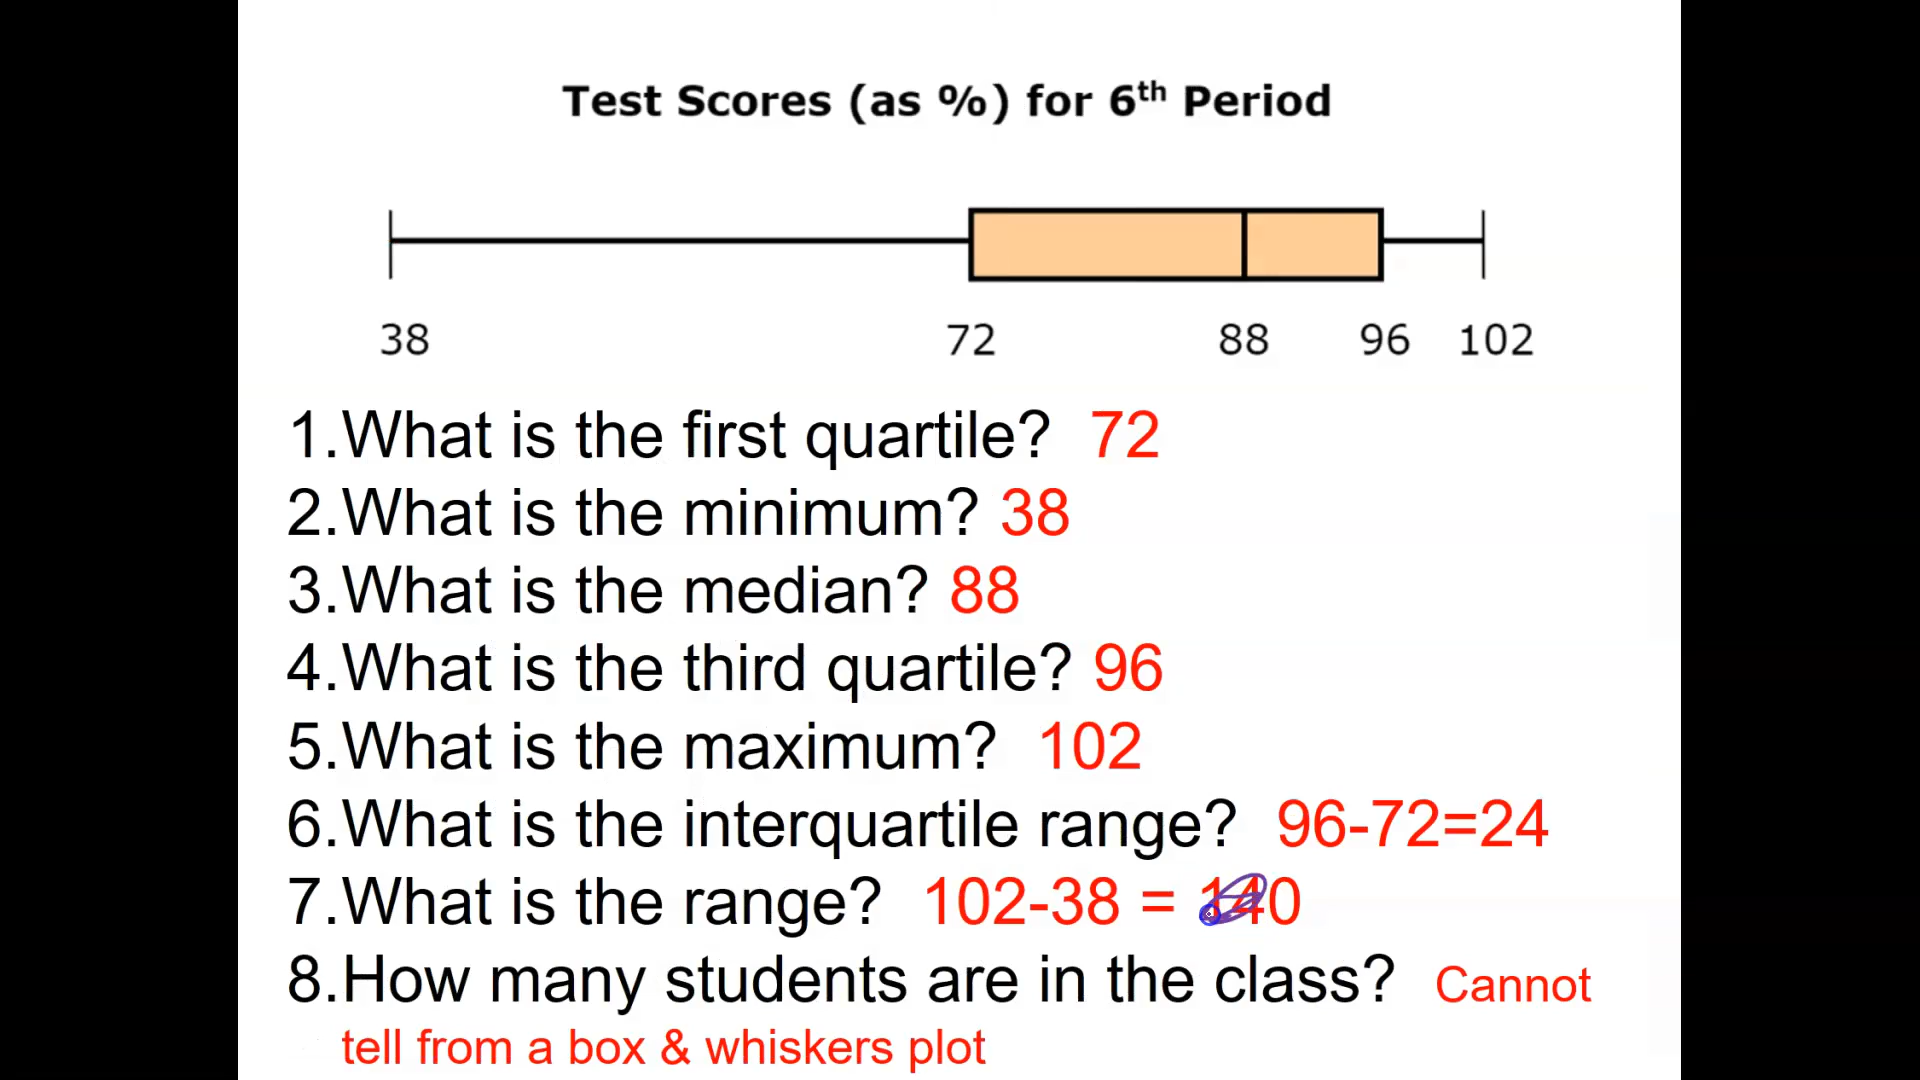 Test Scores (as %) for 6th Period
38 72 88 96 102
1.What is the first quartile? 72
2.What is the minimum? 38
3.What is the median? 88
4.What is the third quartile? 96
5.What is the maximum? 102
6.What is the interquartile range? 96-72=24
7.What is the range? 102-38 = 140
8.How many students are in the class? Cannot
tell from a box & whiskers plot